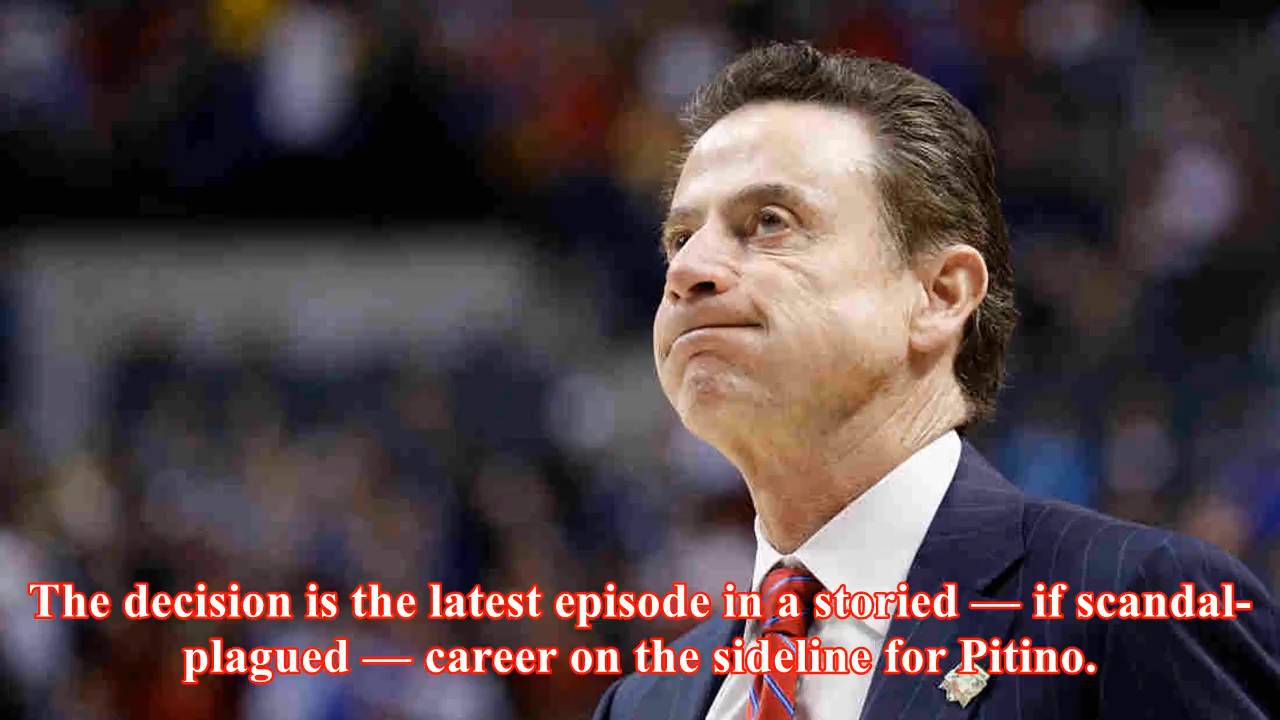 The decision is the latest episode in a storied — if scandal-
plagued — career on the sideline for Pitino.